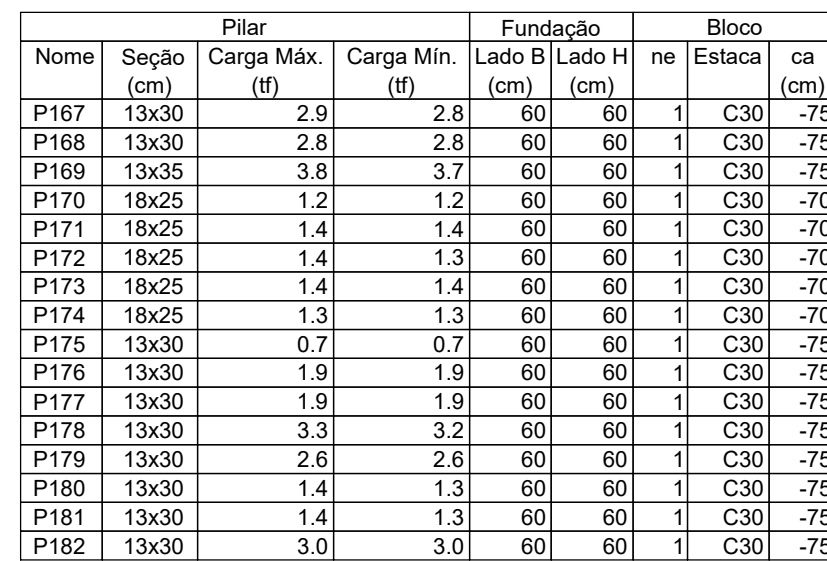 Pilar Fundação Bloco
Nome Seção Carga Máx. Carga Mín. Lado B Lado H ne Estaca ca
(cm) (tf) (tf) (cm) (cm) (cm)
P167 13x30 2.9 2.8 60 60 1 C30 -75
P168 13x30 2.8 2.8 60 60 1 C30 -75
P169 13x35 3.8 3.7 60 60 1 C30 -75
P170 18x25 1.2 1.2 60 60 1 C30 -70
P171 18x25 1.4 1.4 60 60 1 C30 -70
P172 18x25 1.4 1.3 60 60 1 C30 -70
P173 18x25 1.4 1.4 60 60 1 C30 -70
P174 18x25 1.3 1.3 60 60 1 C30 -70
P175 13x30 0.7 0.7 60 60 1 C30 -75
P176 13x30 1.9 1.9 60 60 1 C30 -75
P177 13x30 1.9 1.9 60 60 1 C30 -75
P178 13x30 3.3 3.2 60 60 1 C30 -75
P179 13x30 2.6 2.6 60 60 1 C30 -75
P180 13x30 1.4 1.3 60 60 1 C30 -75
P181 13x30 1.4 1.3 60 60 1 C30 -75
P182 13x30 3.0 3.0 60 60 1 C30 -75